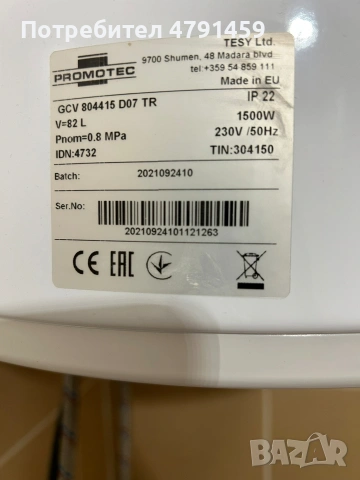 Потребител 4791459
PROMOTEC
TESY Ltd.
9700 Shumen, 48 Madara blvd.
tel:+359 54 859 111
Made in EU
GCV 804415 D07 TR IP 22
V=82 L 1500W
Pnom=0.8 MPa 230V /50Hz
IDN:4732 TIN:304150
Batch: 2021092410
Ser.No:
20210924101121263
CE EAC
BAZAR